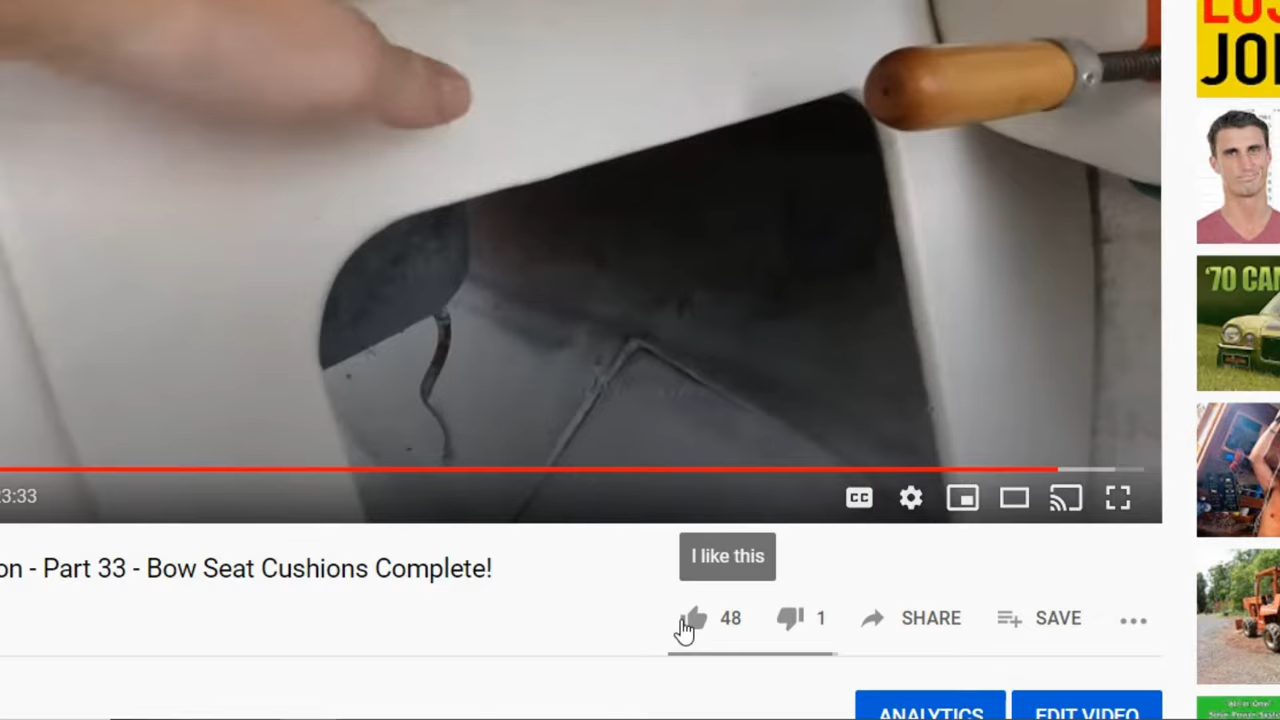 JO
'70 CA
3:33
CC
on - Part 33 - Bow Seat Cushions Complete!
I like this
48
1
SHARE
SAVE
ANALYTICS
EDIT VIDEO